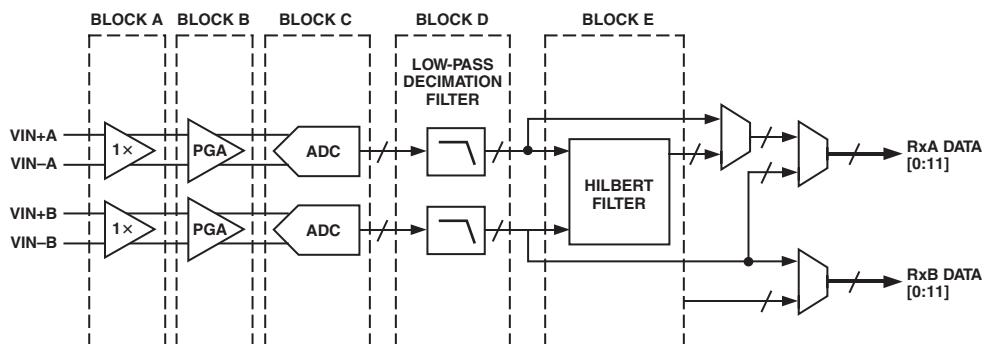 BLOCK A
BLOCK B
BLOCK C
BLOCK D
BLOCK E
LOW-PASS
DECIMATION
FILTER
VIN+A
VIN–A
1×
PGA
ADC
HILBERT
FILTER
RxA DATA
[0:11]
VIN+B
VIN–B
1×
PGA
ADC
RxB DATA
[0:11]